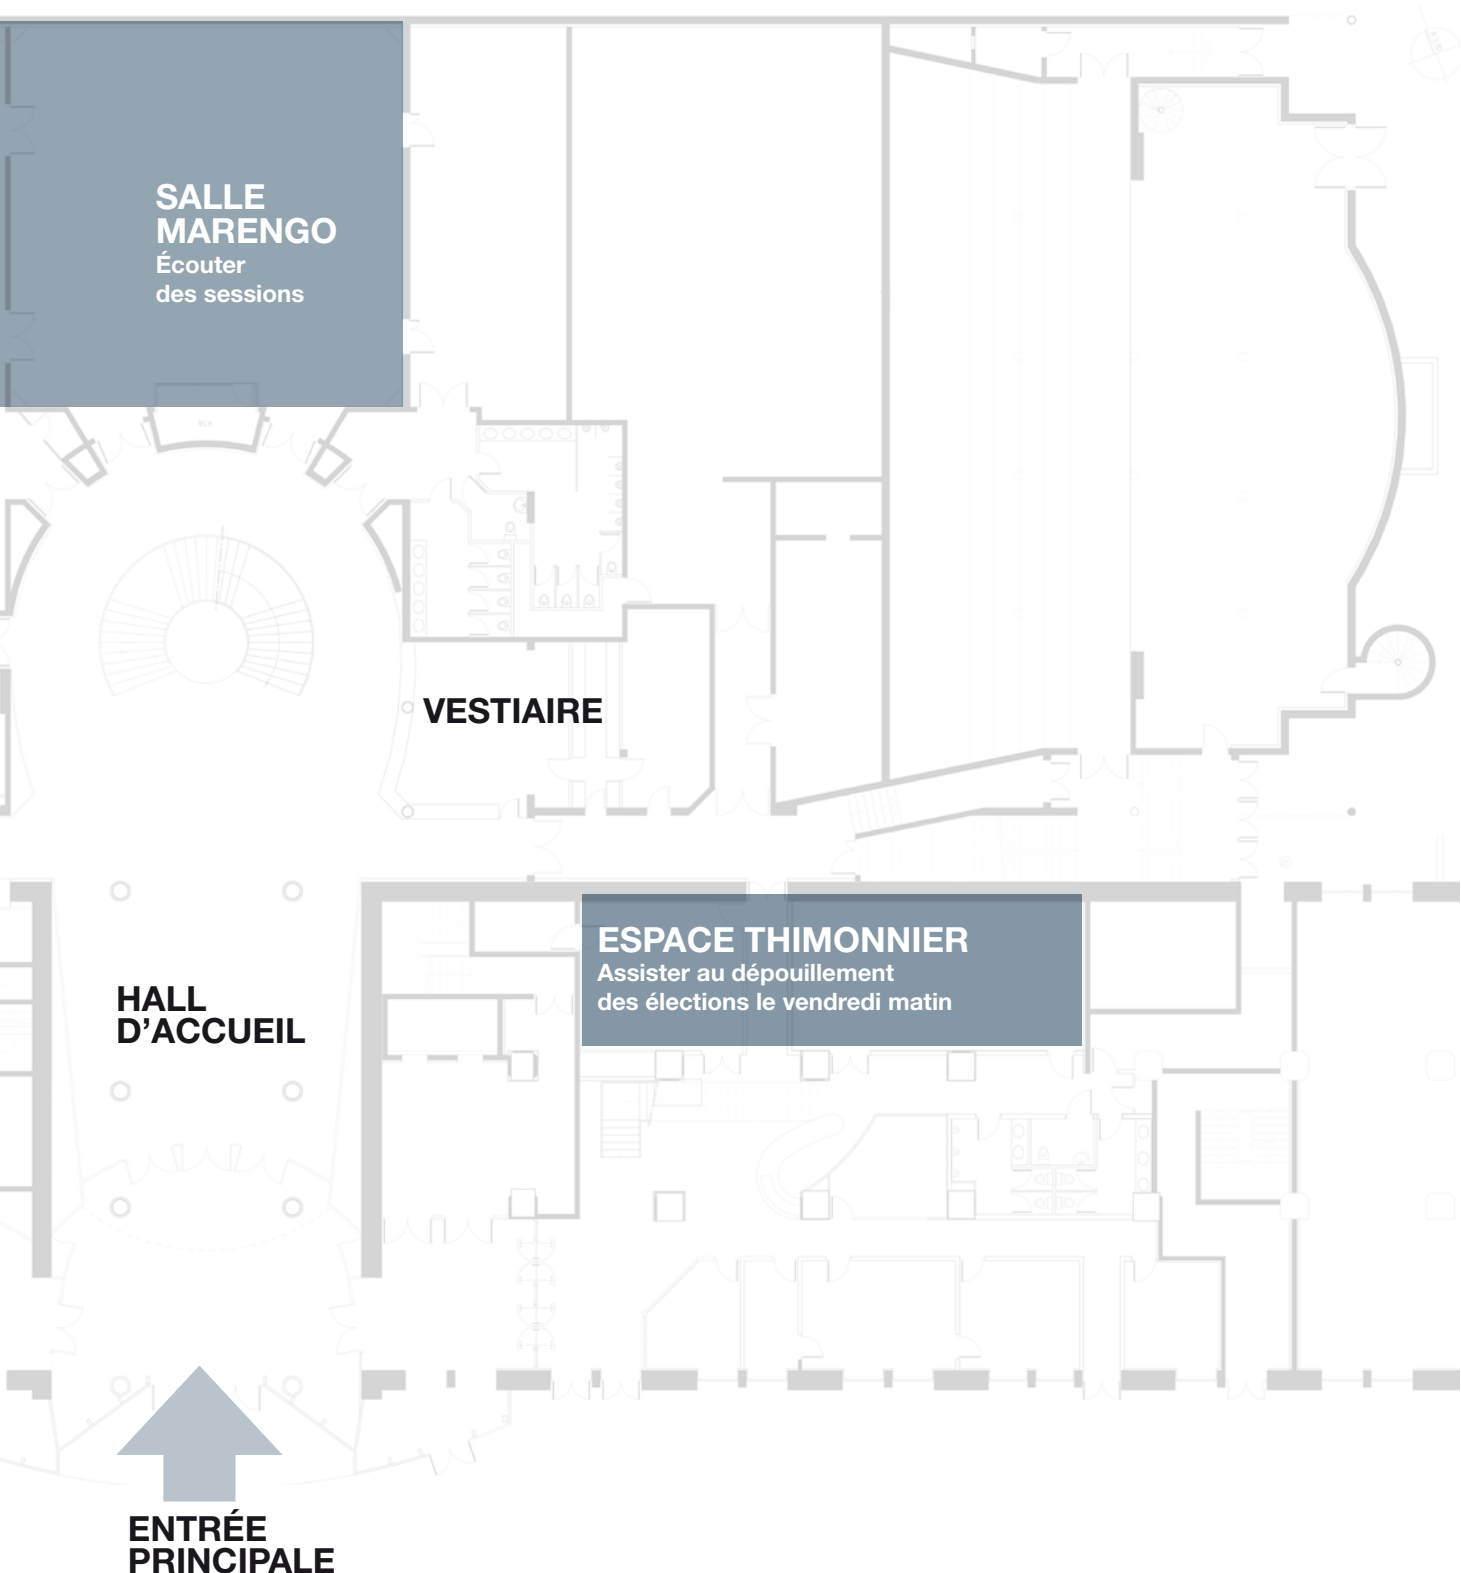 SALLE
MARENGO
Écouter
des sessions
VESTIAIRE
ESPACE THIMONNIER
Assister au dépouillement
des élections le vendredi matin
HALL
D’ACCUEIL
ENTRÉE
PRINCIPALE